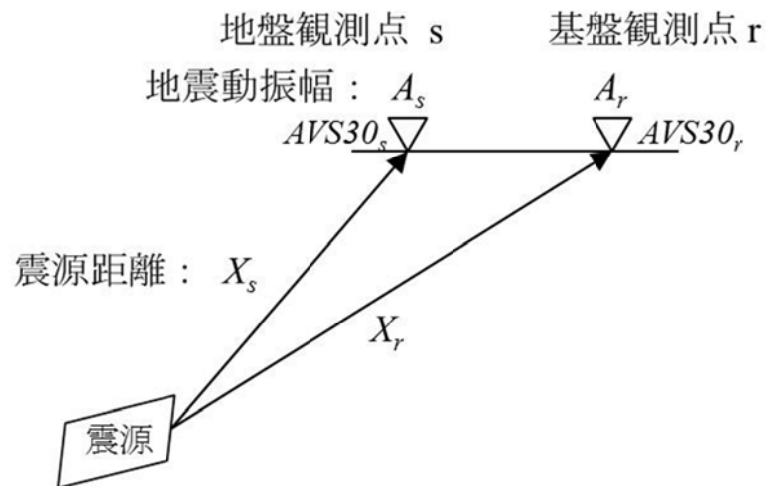 地盤観測点 s 基盤観測点 r
地震動振幅： A_s A_r
AVS30_s AVS30_r
震源距離： X_s
X_r
震源